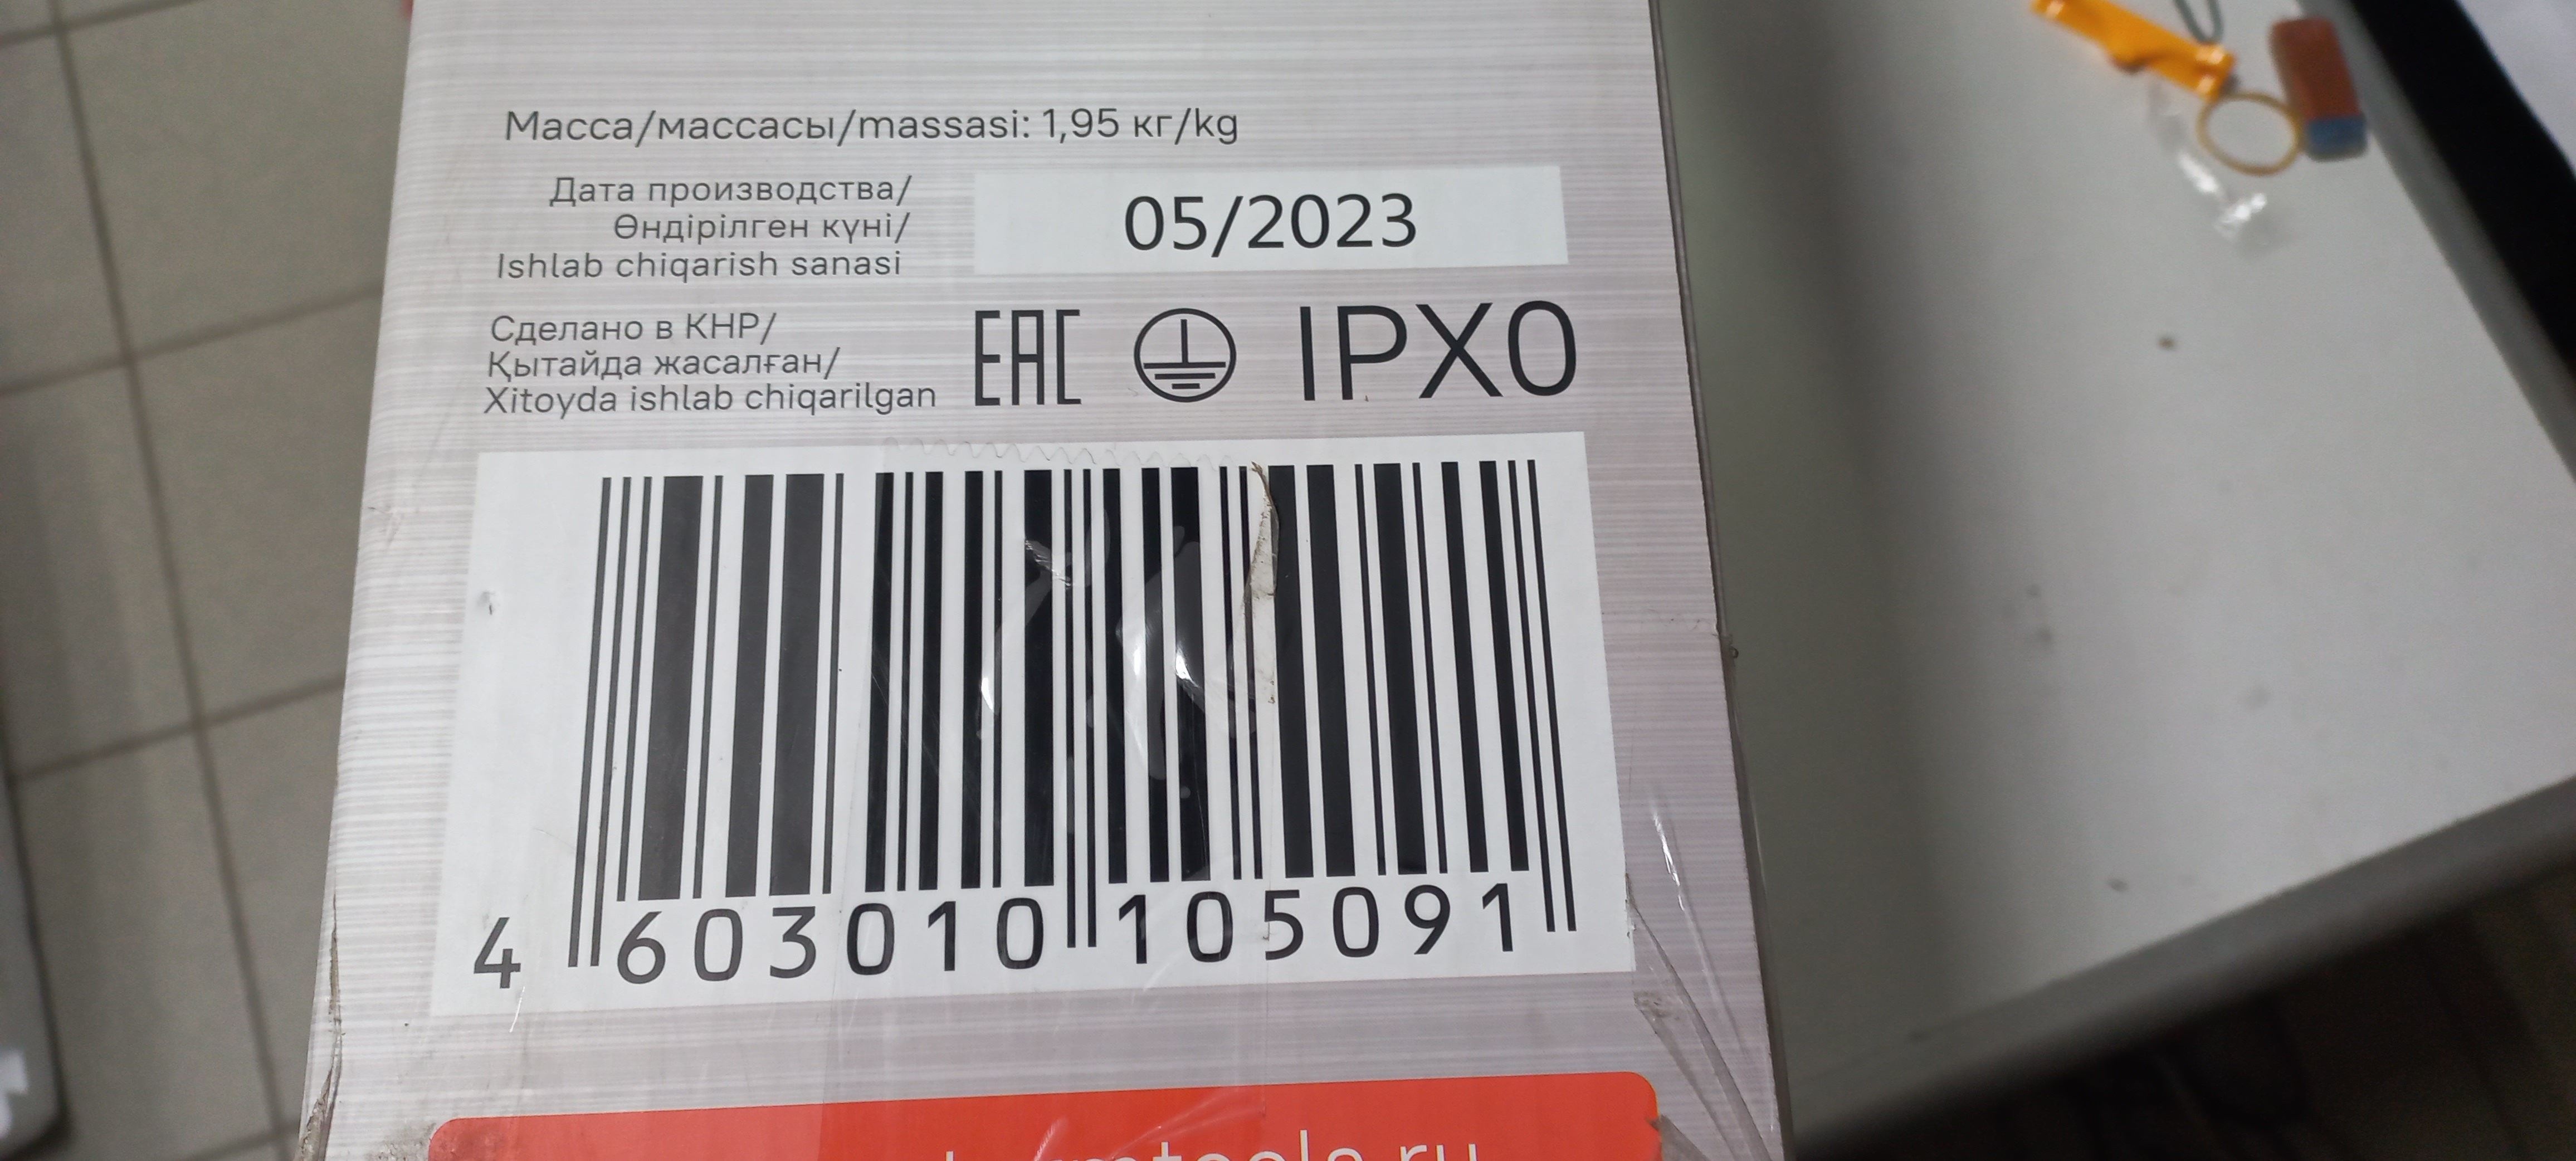 Масса/массасы/massasi: 1,95 кг/kg
Дата производства/
Өндірілген күні/
Ishlab chiqarish sanasi
05/2023
Сделано в КНР/
Қытайда жасалған/
Xitoyda ishlab chiqarilgan
EAC
IPX0
4 603010 105091